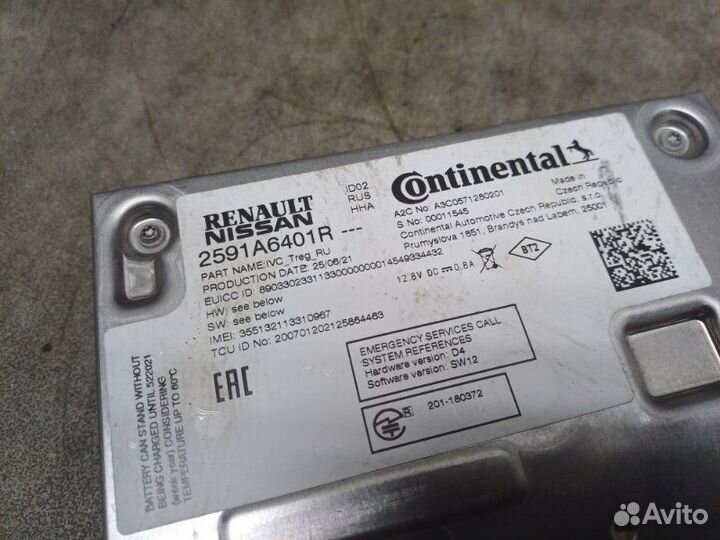 RENAULT
NISSAN
ID02
RUS
HHA
Continental
2591A6401R ---
A2C No. A3C0571280201
S No: 00011545
Continental Automotive Czech Republic, s.r.o.
Prumyslova 1851, Brandys nad Labem, 25001
Made in
Czech Republic
PART NAME:IVC_Treg_RU
PRODUCTION DATE: 25/06/21
EUICC ID: 89033023311330000000014549334432
HW: see below
SW: see below
IMEI: 355132113310967
TCU ID No: 200701202125864463
12.8V DC 0.8A
BT2
EAC
EMERGENCY SERVICES CALL
SYSTEM REFERENCES
Hardware version: D4
Software version: SW12
R
201-180372
BATTERY CAN STAND WITHOUT
BEING CHARGED UNTIL 522021
(week year) CONSIDERING
TEMPERATURE UP TO 60°C
Avito